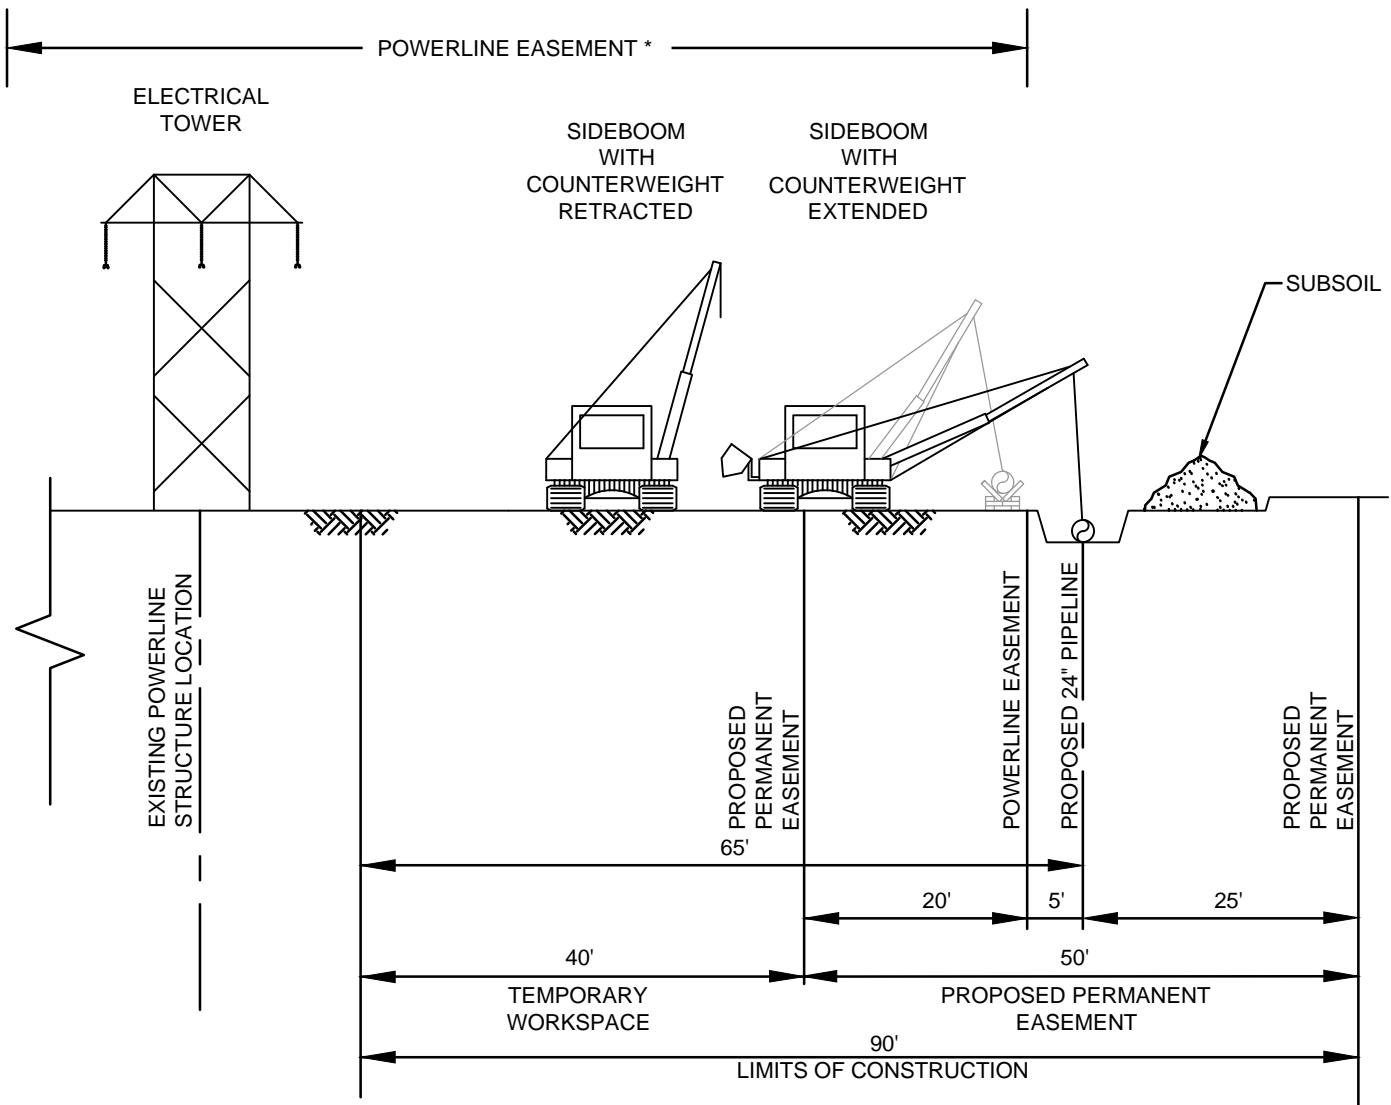 POWERLINE EASEMENT *
ELECTRICAL
TOWER
SIDEBOOM
WITH
COUNTERWEIGHT
RETRACTED
SIDEBOOM
WITH
COUNTERWEIGHT
EXTENDED
SUBSOIL
EXISTING POWERLINE
STRUCTURE LOCATION
PROPOSED
PERMANENT
EASEMENT
POWERLINE EASEMENT
PROPOSED 24" PIPELINE
PROPOSED
PERMANENT
EASEMENT
65'
20'
5'
25'
40'
TEMPORARY
WORKSPACE
50'
PROPOSED PERMANENT
EASEMENT
90'
LIMITS OF CONSTRUCTION